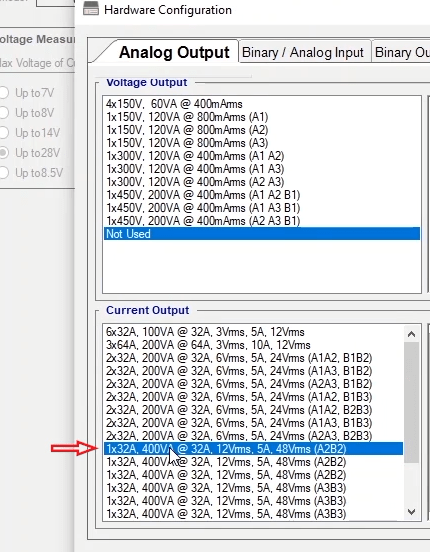 Hardware Configuration
Analog Output
Binary / Analog Input
Binary Ou
oltage Measur
Max Voltage of C
Up to7V
Up to8V
Up to14V
Up to28V
Up to8.5V
Voltage Output
4x150V, 60VA @ 400mArms
1x150V, 120VA @ 800mArms (A1)
1x150V, 120VA @ 800mArms (A2)
1x150V, 120VA @ 800mArms (A3)
1x300V, 120VA @ 400mArms (A1 A2)
1x300V, 120VA @ 400mArms (A1 A3)
1x300V, 120VA @ 400mArms (A2 A3)
1x450V, 200VA @ 400mArms (A1 A2 B1)
1x450V, 200VA @ 400mArms (A1 A3 B1)
1x450V, 200VA @ 400mArms (A2 A3 B1)
Not Used
Current Output
6x32A, 100VA @ 32A, 3Vrms, 5A, 12Vrms
3x64A, 200VA @ 64A, 3Vrms, 10A, 12Vrms
2x32A, 200VA @ 32A, 6Vrms, 5A, 24Vrms (A1A2, B1B2)
2x32A, 200VA @ 32A, 6Vrms, 5A, 24Vrms (A1A3, B1B2)
2x32A, 200VA @ 32A, 6Vrms, 5A, 24Vrms (A2A3, B1B2)
2x32A, 200VA @ 32A, 6Vrms, 5A, 24Vrms (A1A2, B1B3)
2x32A, 200VA @ 32A, 6Vrms, 5A, 24Vrms (A1A2, B2B3)
2x32A, 200VA @ 32A, 6Vrms, 5A, 24Vrms (A1A3, B2B3)
2x32A, 200VA @ 32A, 6Vrms, 5A, 24Vrms (A2A3, B2B3)
1x32A, 400VA @ 32A, 12Vrms, 5A, 48Vrms (A2B2)
1x32A, 400VA @ 32A, 12Vrms, 5A, 48Vrms (A2B2)
1x32A, 400VA @ 32A, 12Vrms, 5A, 48Vrms (A2B2)
1x32A, 400VA @ 32A, 12Vrms, 5A, 48Vrms (A3B3)
1x32A, 400VA @ 32A, 12Vrms, 5A, 48Vrms (A3B3)
1x32A, 400VA @ 32A, 12Vrms, 5A, 48Vrms (A3B3)